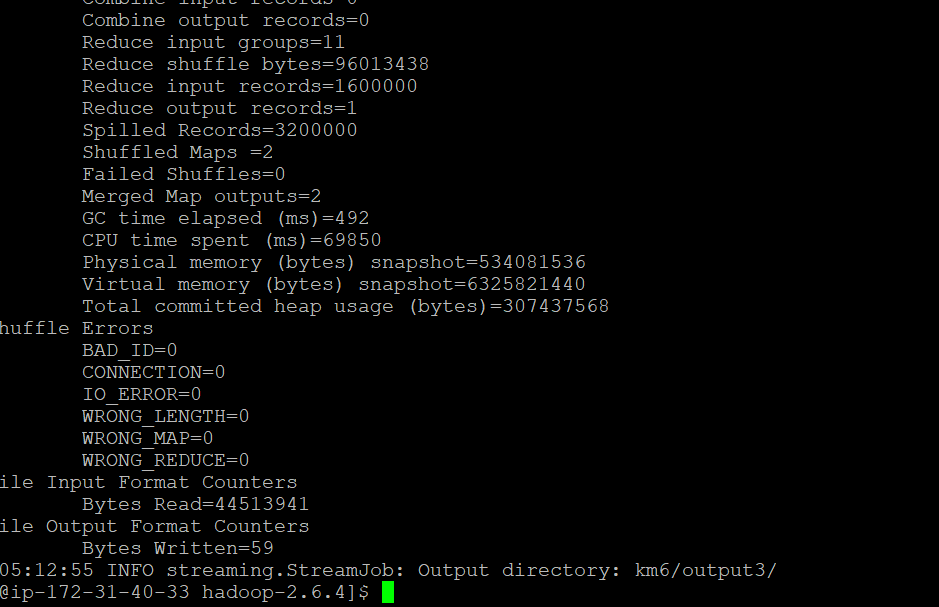 Combine input records=0
Combine output records=0
Reduce input groups=11
Reduce shuffle bytes=96013438
Reduce input records=1600000
Reduce output records=1
Spilled Records=3200000
Shuffled Maps =2
Failed Shuffles=0
Merged Map outputs=2
GC time elapsed (ms)=492
CPU time spent (ms)=69850
Physical memory (bytes) snapshot=534081536
Virtual memory (bytes) snapshot=6325821440
Total committed heap usage (bytes)=307437568
huffle Errors
BAD_ID=0
CONNECTION=0
IO_ERROR=0
WRONG_LENGTH=0
WRONG_MAP=0
WRONG_REDUCE=0
ile Input Format Counters
Bytes Read=44513941
ile Output Format Counters
Bytes Written=59
05:12:55 INFO streaming.StreamJob: Output directory: km6/output3/
@ip-172-31-40-33 hadoop-2.6.4]$